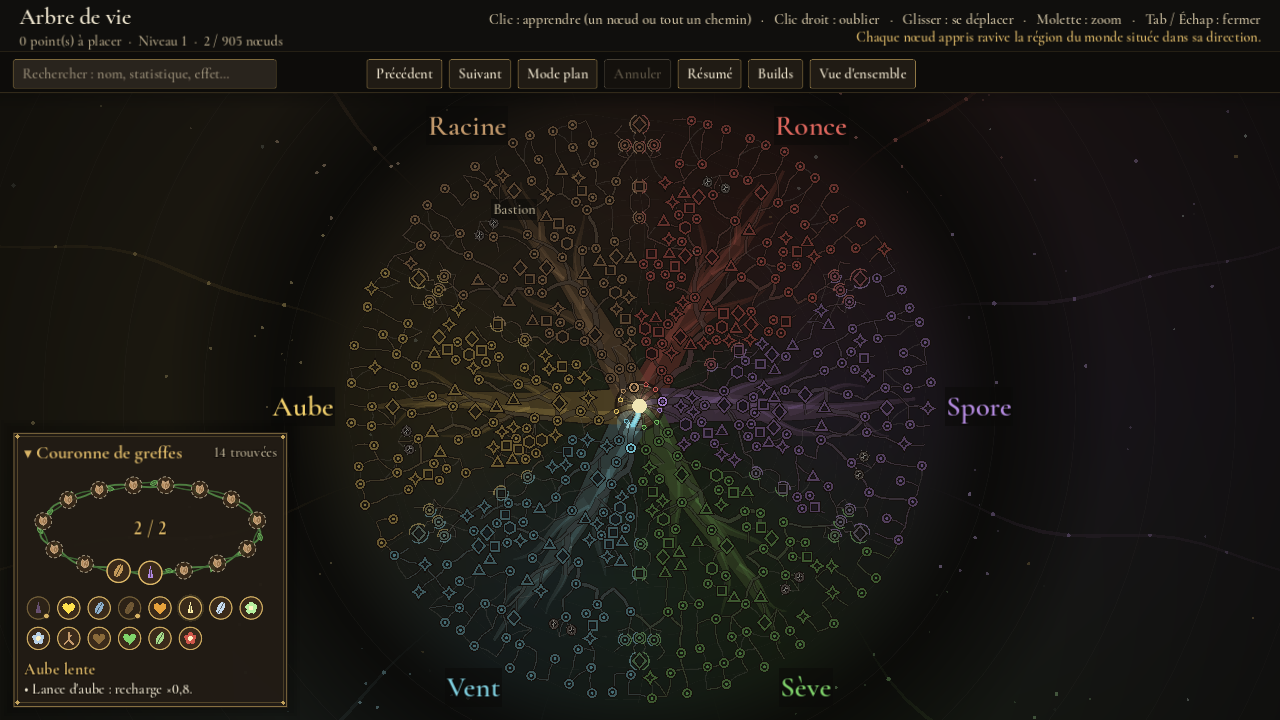 Arbre de vie
0 point(s) à placer · Niveau 1 · 2 / 905 nœuds
Clic : apprendre (un nœud ou tout un chemin) · Clic droit : oublier · Glisser : se déplacer · Molette : zoom · Tab / Échap : fermer
Chaque nœud appris ravive la région du monde située dans sa direction.
Rechercher : nom, statistique, effet...
Précédent
Suivant
Mode plan
Annuler
Résumé
Builds
Vue d'ensemble
Racine
Ronce
Bastion
Aube
Spore
▾ Couronne de greffes
14 trouvées
2 / 2
Aube lente
• Lance d'aube : recharge ×0,8.
Vent
Sève